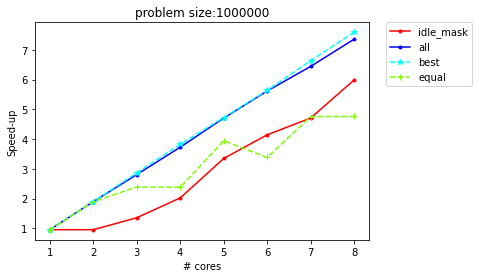 problem size:1000000
idle_mask
all
best
equal
Speed-up
7
6
5
4
3
2
1
1 2 3 4 5 6 7 8
# cores